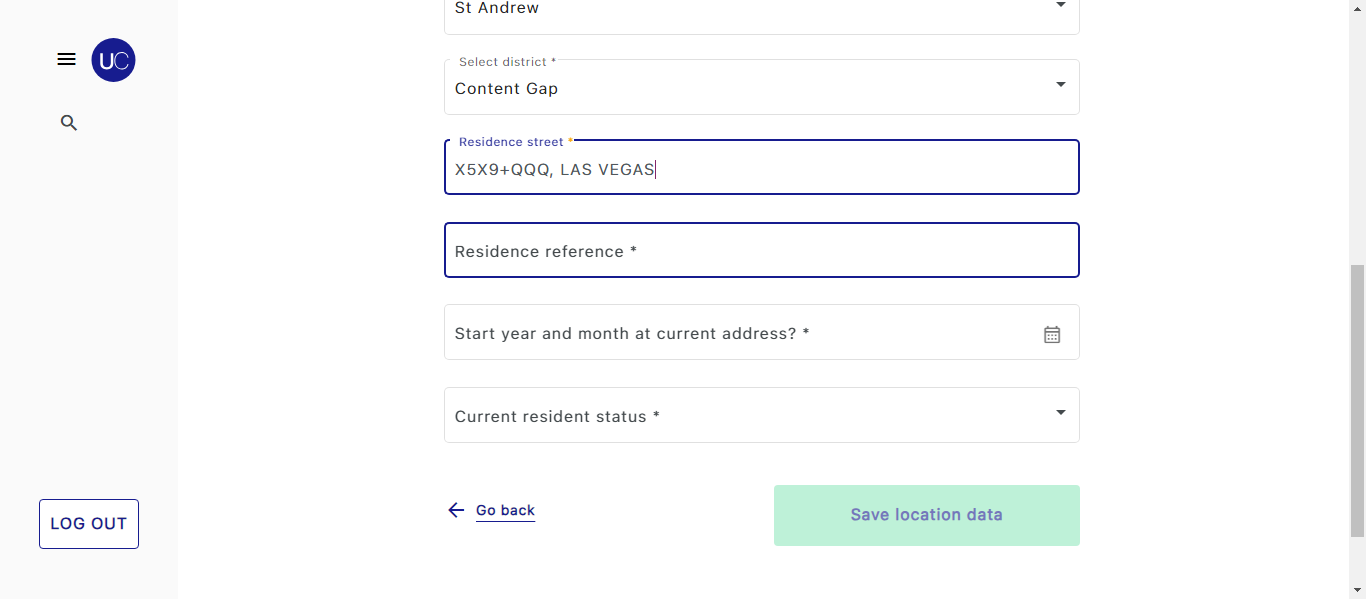 St Andrew
UC
Select district *
Content Gap
Residence street *
X5X9+QQQ, LAS VEGAS
Residence reference *
Start year and month at current address? *
Current resident status *
Go back
Save location data
LOG OUT